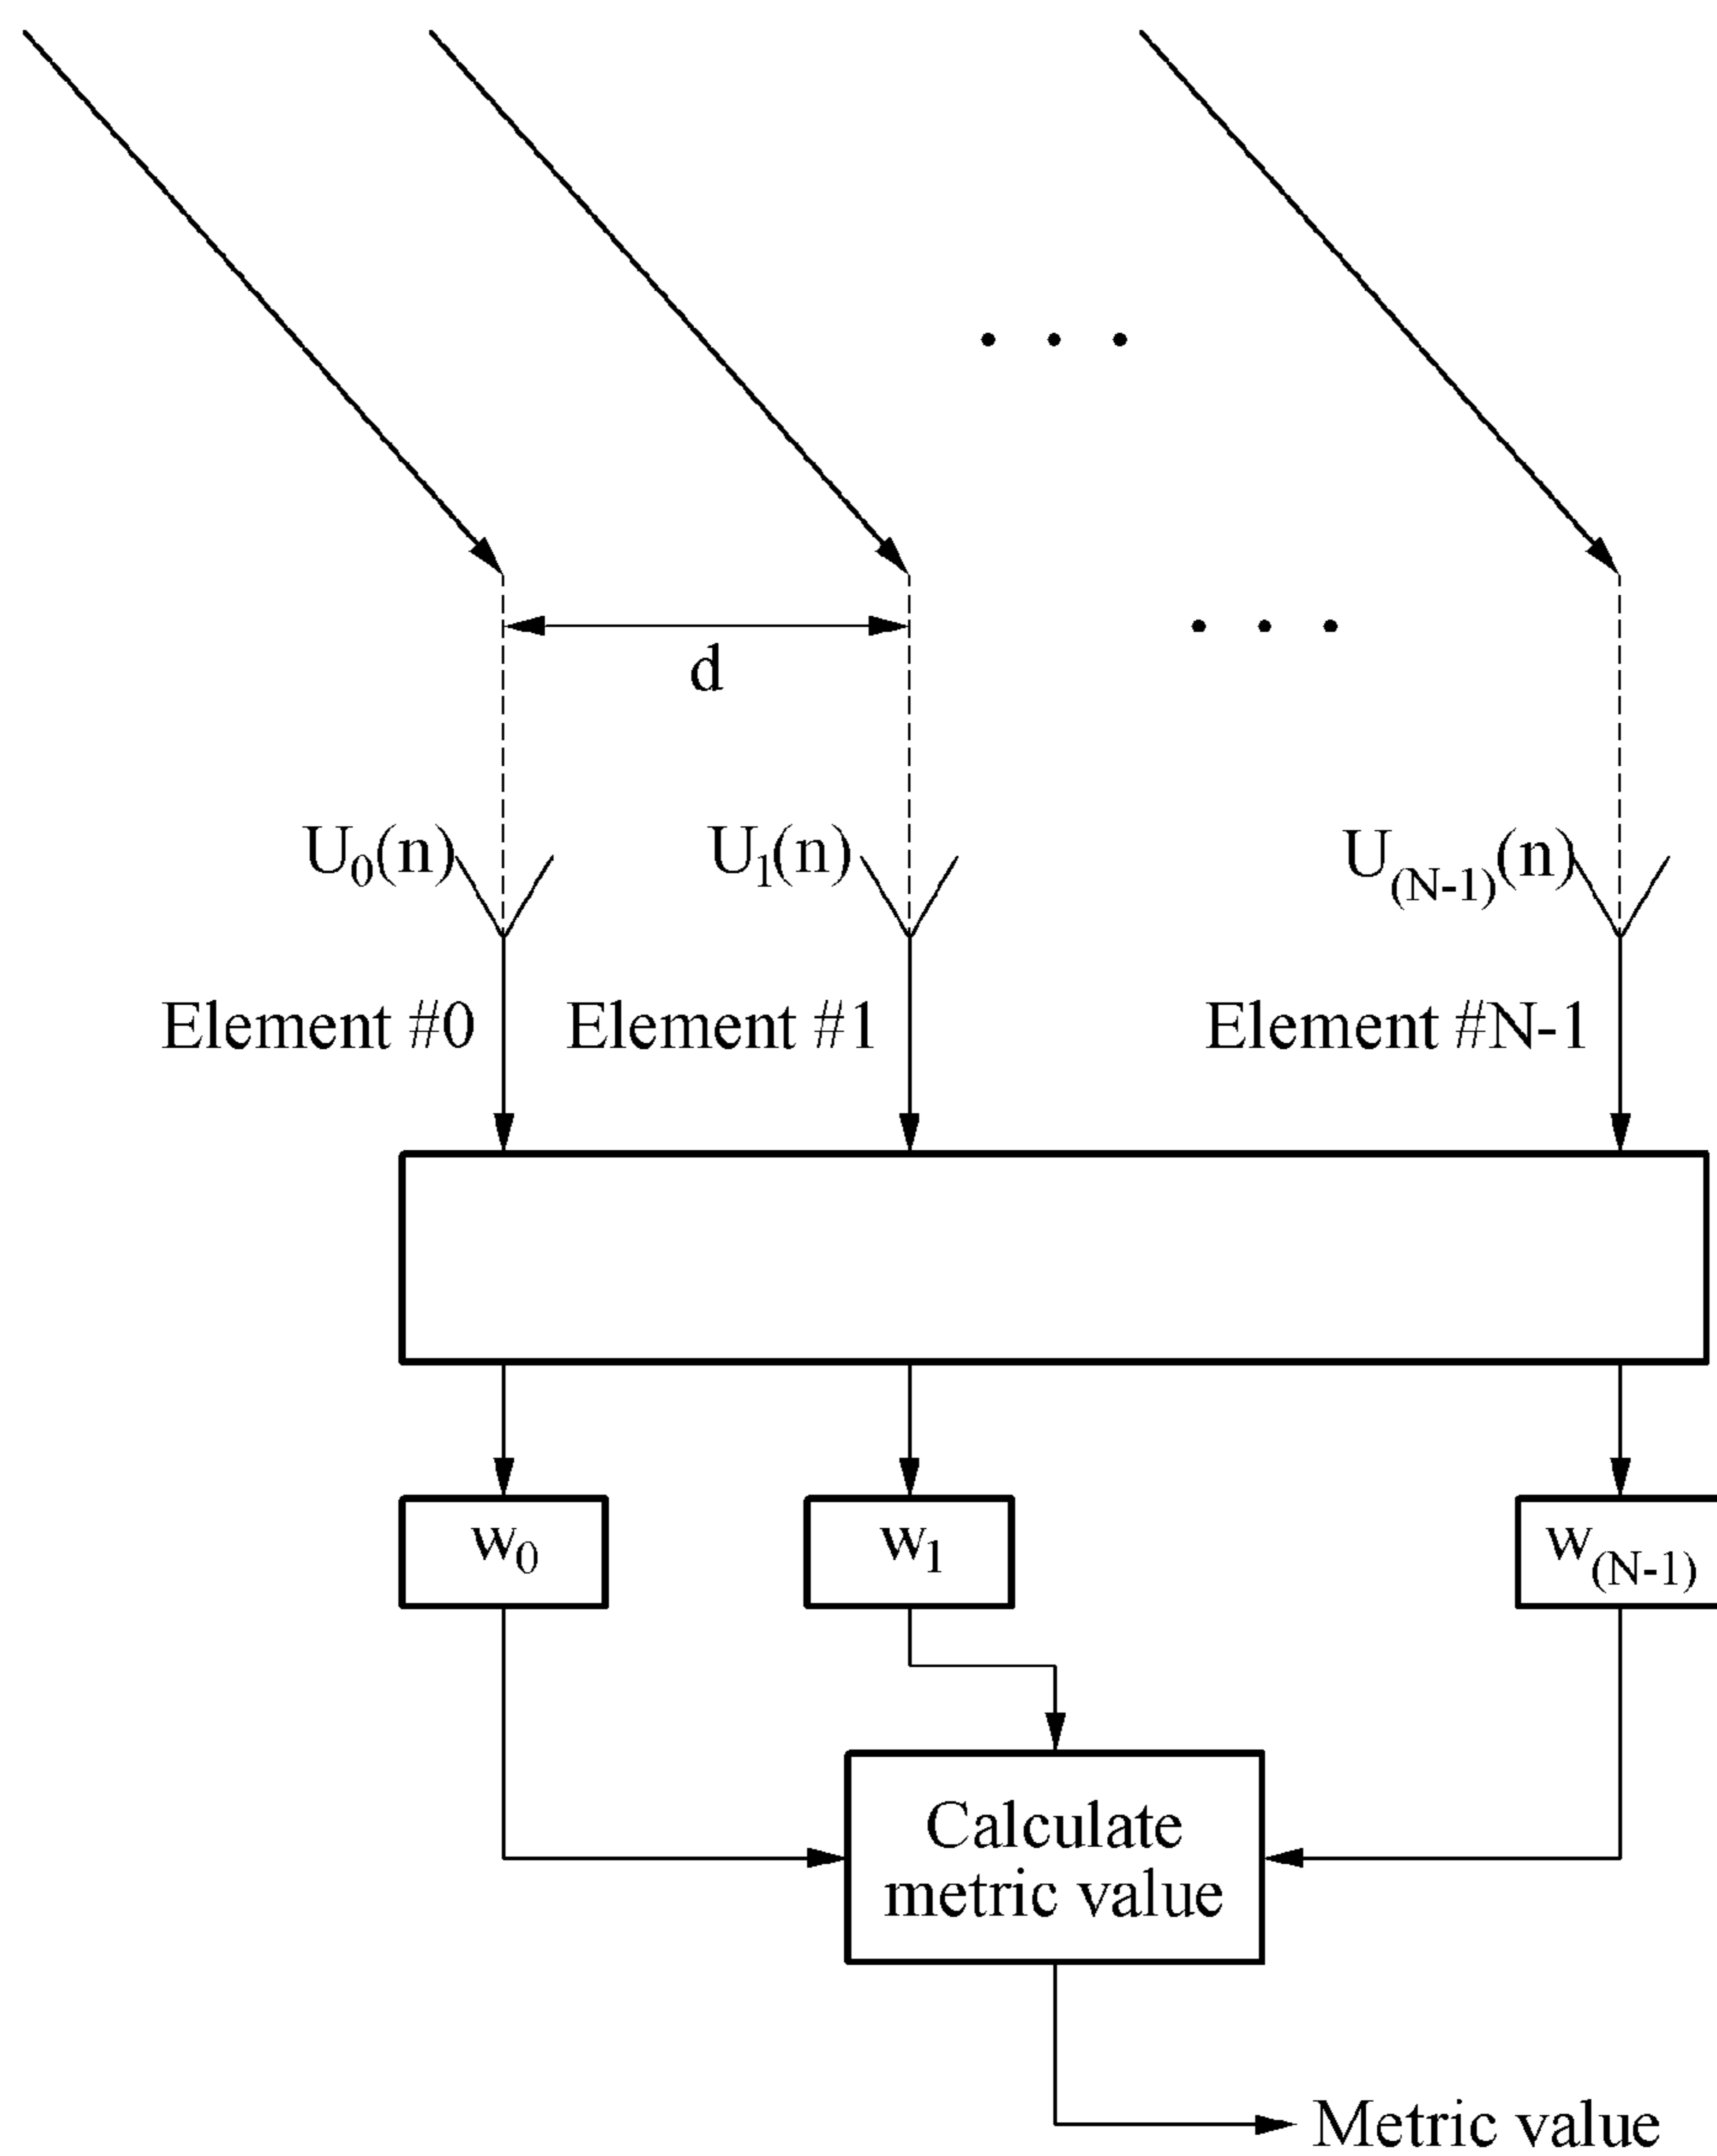 d
U₀(n) U₁(n) U₍N-1₎(n)
Element #0 Element #1 Element #N-1
w₀ w₁ w₍N-1₎
Calculate
metric value
Metric value